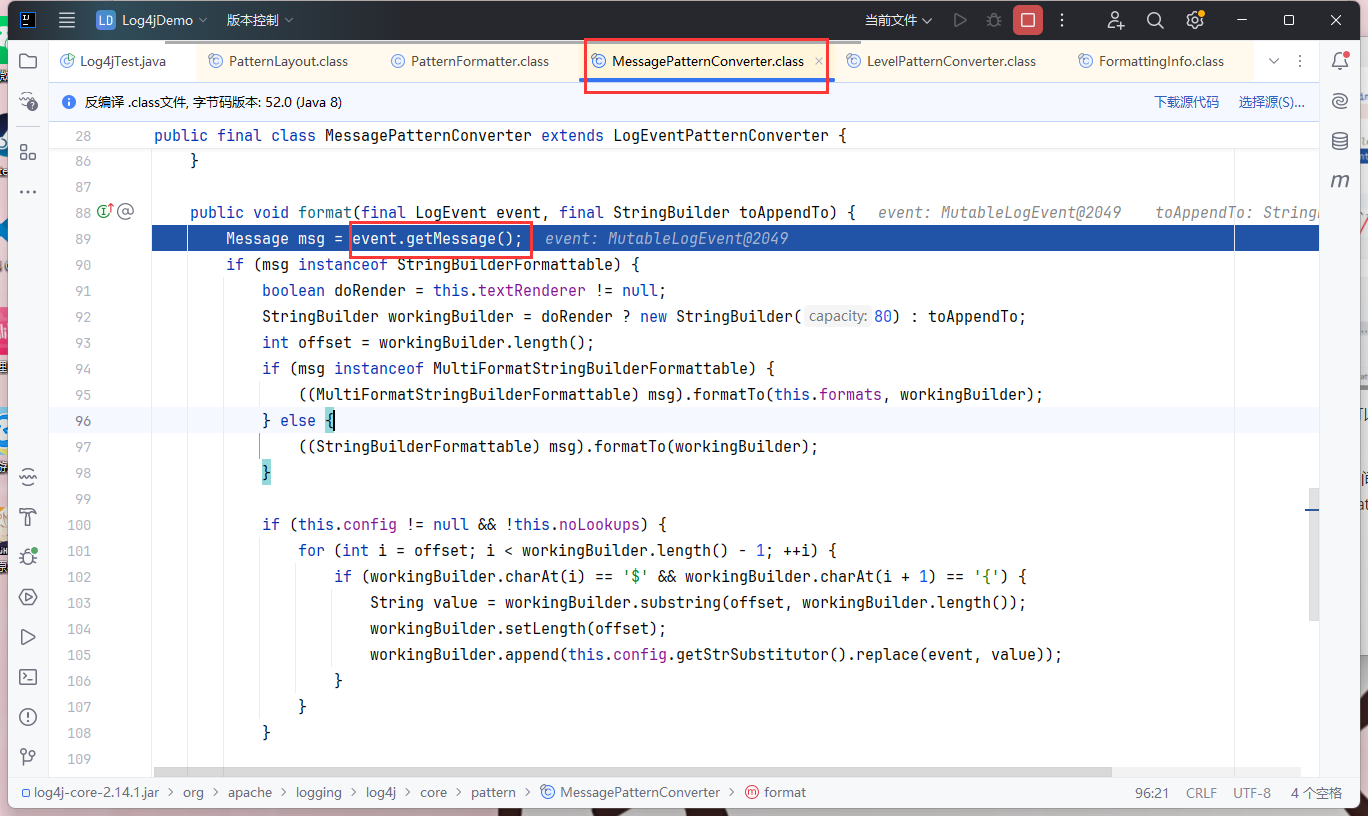 LD Log4jDemo 版本控制 当前文件
Log4jTest.java PatternLayout.class PatternFormatter.class MessagePatternConverter.class LevelPatternConverter.class FormattingInfo.class
反编译 .class文件, 字节码版本: 52.0 (Java 8) 下载源代码 选择源(S)...
28 public final class MessagePatternConverter extends LogEventPatternConverter {
86 }
87
88 public void format(final LogEvent event, final StringBuilder toAppendTo) { event: MutableLogEvent@2049 toAppendTo:
89 Message msg = event.getMessage(); event: MutableLogEvent@2049
90 if (msg instanceof StringBuilderFormattable) {
91 boolean doRender = this.textRenderer != null;
92 StringBuilder workingBuilder = doRender ? new StringBuilder( capacity: 80) : toAppendTo;
93 int offset = workingBuilder.length();
94 if (msg instanceof MultiFormatStringBuilderFormattable) {
95 ((MultiFormatStringBuilderFormattable) msg).formatTo(this.formats, workingBuilder);
96 } else {
97 ((StringBuilderFormattable) msg).formatTo(workingBuilder);
98 }
99
100 if (this.config != null && !this.noLookups) {
101 for (int i = offset; i < workingBuilder.length() - 1; ++i) {
102 if (workingBuilder.charAt(i) == '$' && workingBuilder.charAt(i + 1) == '{') {
103 String value = workingBuilder.substring(offset, workingBuilder.length());
104 workingBuilder.setLength(offset);
105 workingBuilder.append(this.config.getStrSubstitutor().replace(event, value));
106 }
107 }
108 }
109
log4j-core-2.14.1.jar > org > apache > logging > log4j > core > pattern > MessagePatternConverter > format 96:21 CRLF UTF-8 4 个空格